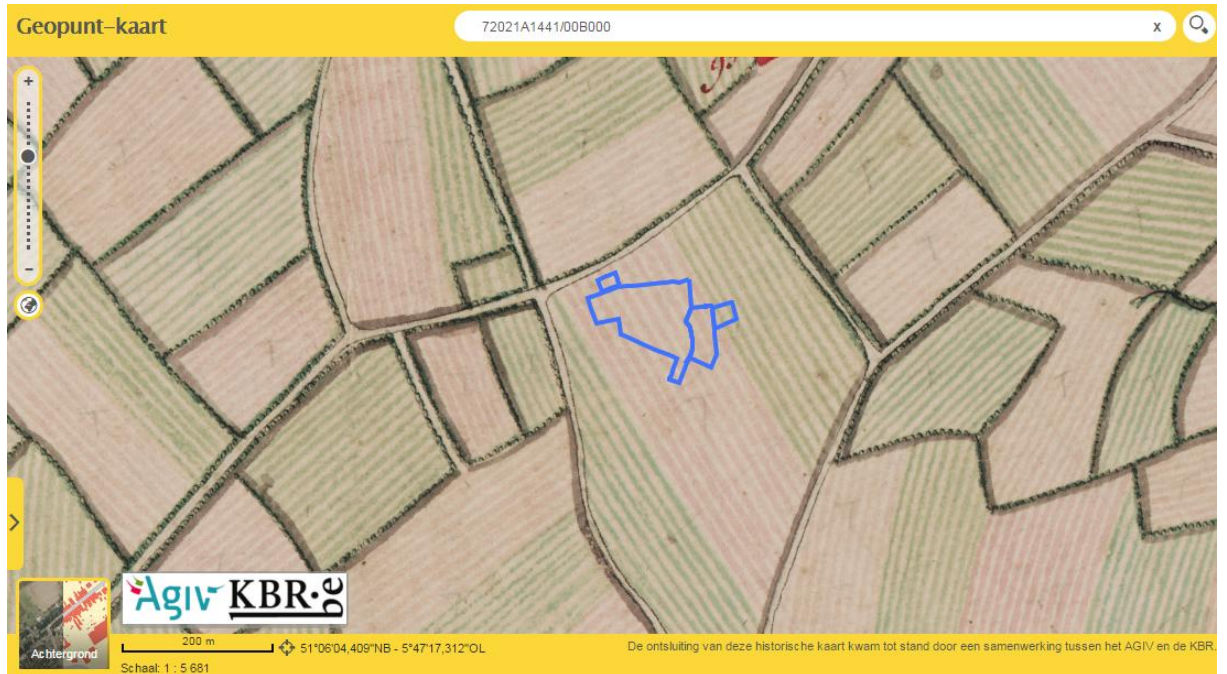 Geopunt-kaart
72021A1441/00B000
x
+
-
>
Agiv KBR.be
Achtergrond
200 m
51°06'04,409"NB - 5°47'17,312"OL
De ontsluiting van deze historische kaart kwam tot stand door een samenwerking tussen het AGIV en de KBR.
Schaal: 1 : 5 681